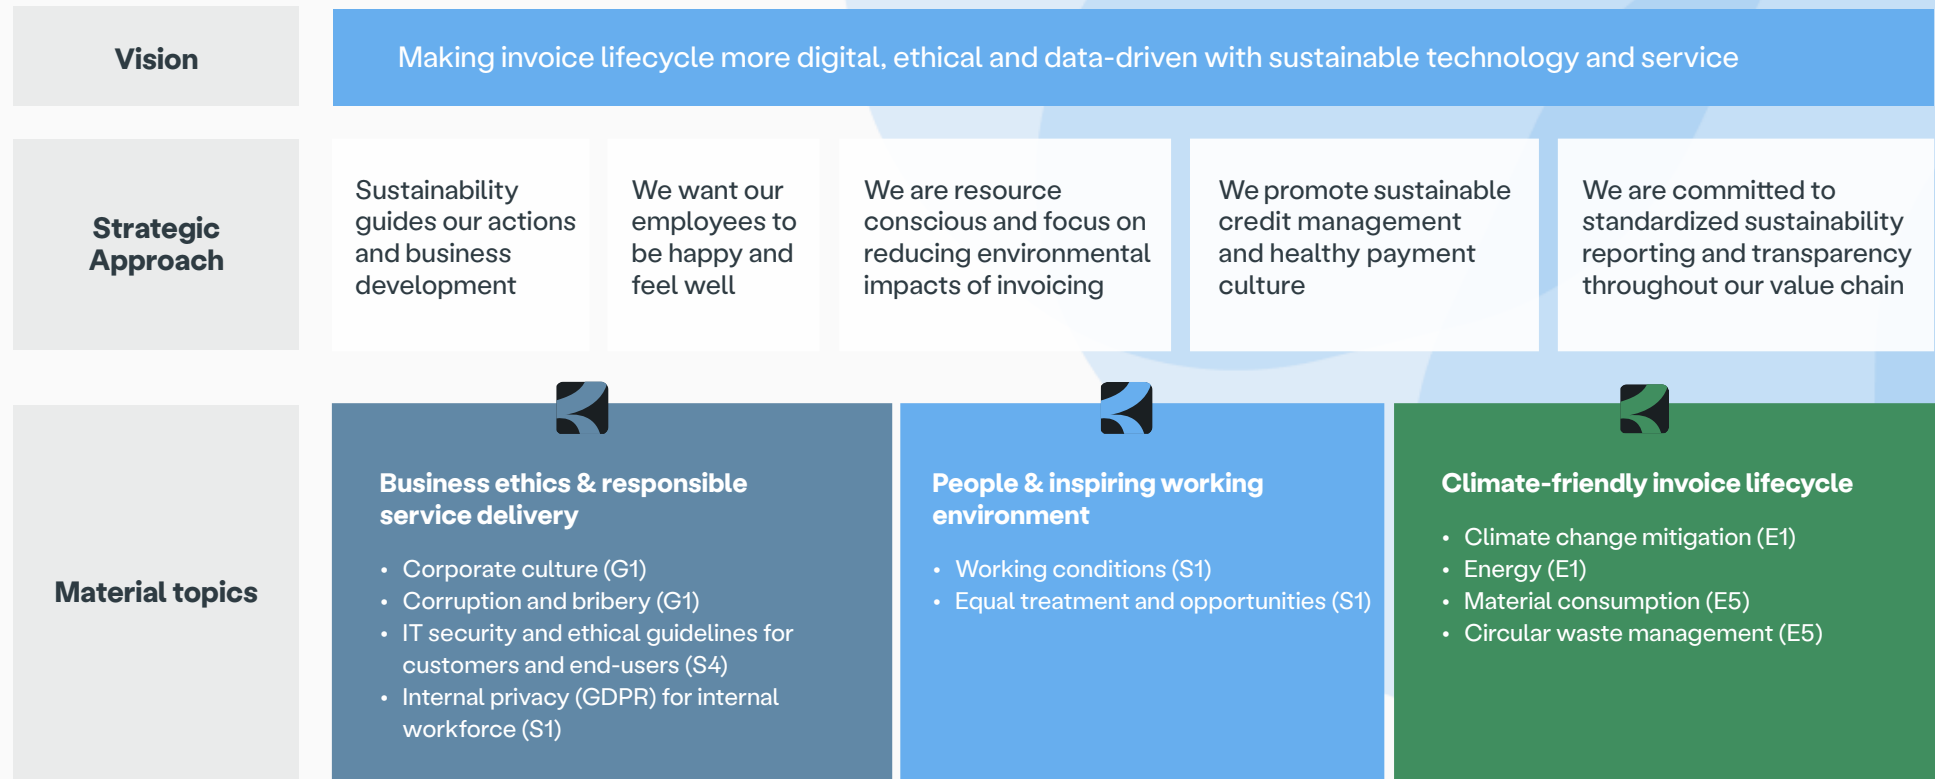 Vision
Making invoice lifecycle more digital, ethical and data-driven with sustainable technology and service
Strategic
Approach
Sustainability
guides our actions
and business
development
We want our
employees to
be happy and
feel well
We are resource
conscious and focus on
reducing environmental
impacts of invoicing
We promote sustainable
credit management
and healthy payment
culture
We are committed to
standardized sustainability
reporting and transparency
throughout our value chain
Material topics
Business ethics & responsible
service delivery
• Corporate culture (G1)
• Corruption and bribery (G1)
• IT security and ethical guidelines for
customers and end-users (S4)
• Internal privacy (GDPR) for internal
workforce (S1)
People & inspiring working
environment
• Working conditions (S1)
• Equal treatment and opportunities (S1)
Climate-friendly invoice lifecycle
• Climate change mitigation (E1)
• Energy (E1)
• Material consumption (E5)
• Circular waste management (E5)